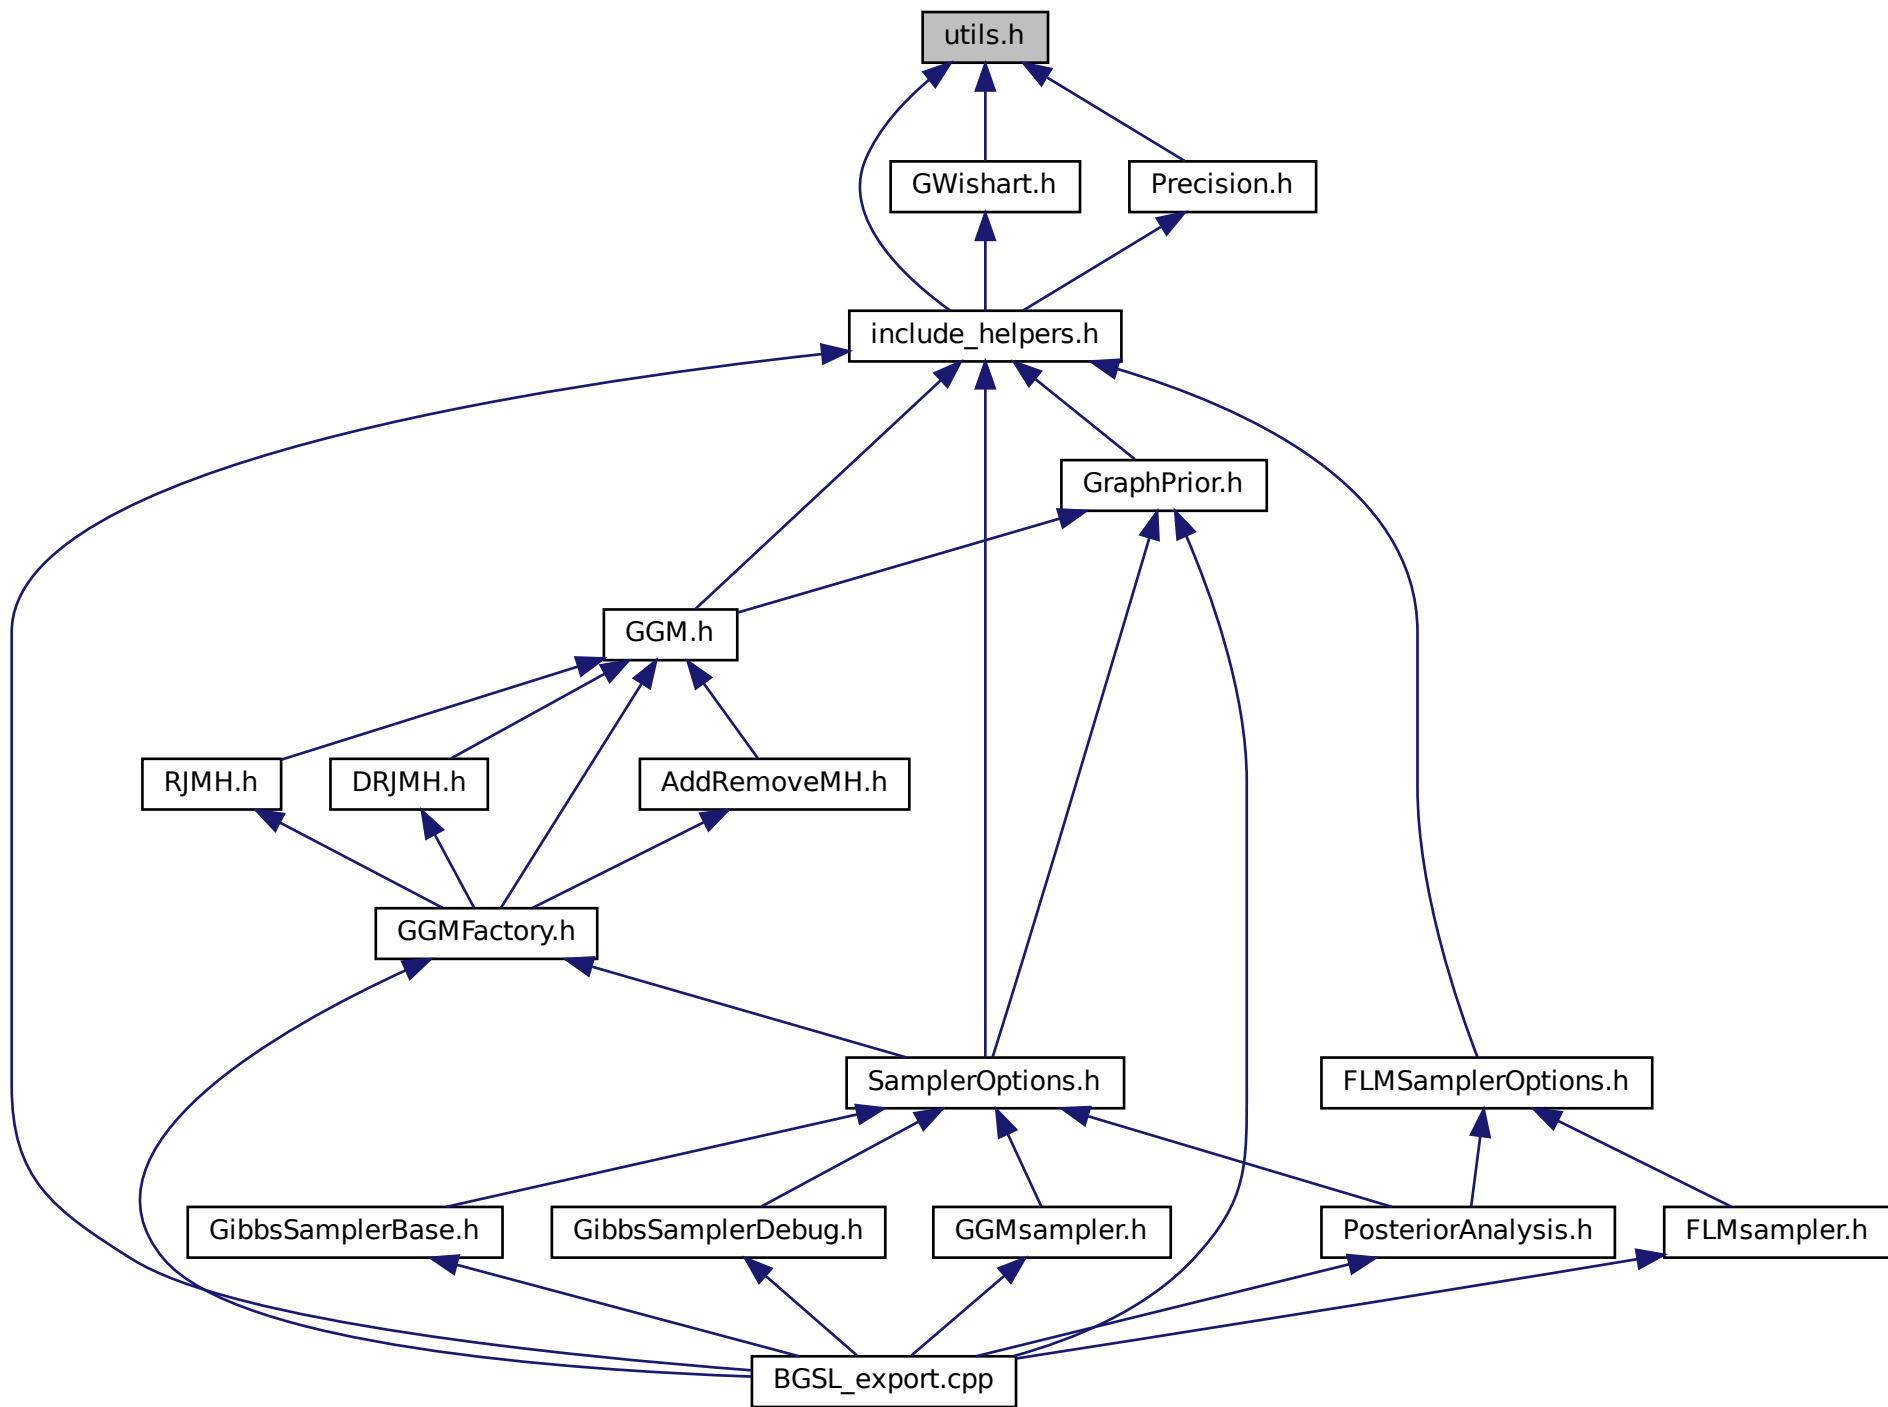 utils.h
GWishart.h
Precision.h
include_helpers.h
GraphPrior.h
GGM.h
RJMH.h
DRJMH.h
AddRemoveMH.h
GGMFactory.h
SamplerOptions.h
FLMSamplerOptions.h
GibbsSamplerBase.h
GibbsSamplerDebug.h
GGMsampler.h
PosteriorAnalysis.h
FLMsampler.h
BGSL_export.cpp